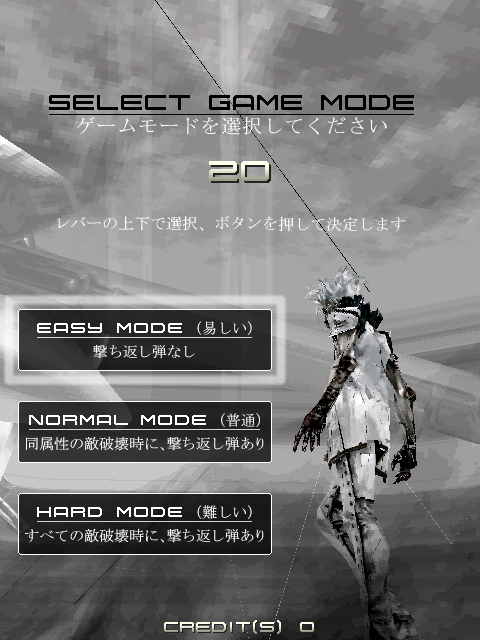 SELECT GAME MODE
ゲームモードを選択してください
20
レバーの上下で選択、ボタンを押して決定します
EASY MODE (易しい)
撃ち返し弾なし
NORMAL MODE (普通)
同属性の敵破壊時に、撃ち返し弾あり
HARD MODE (難しい)
すべての敵破壊時に、撃ち返し弾あり
CREDIT(S) 0